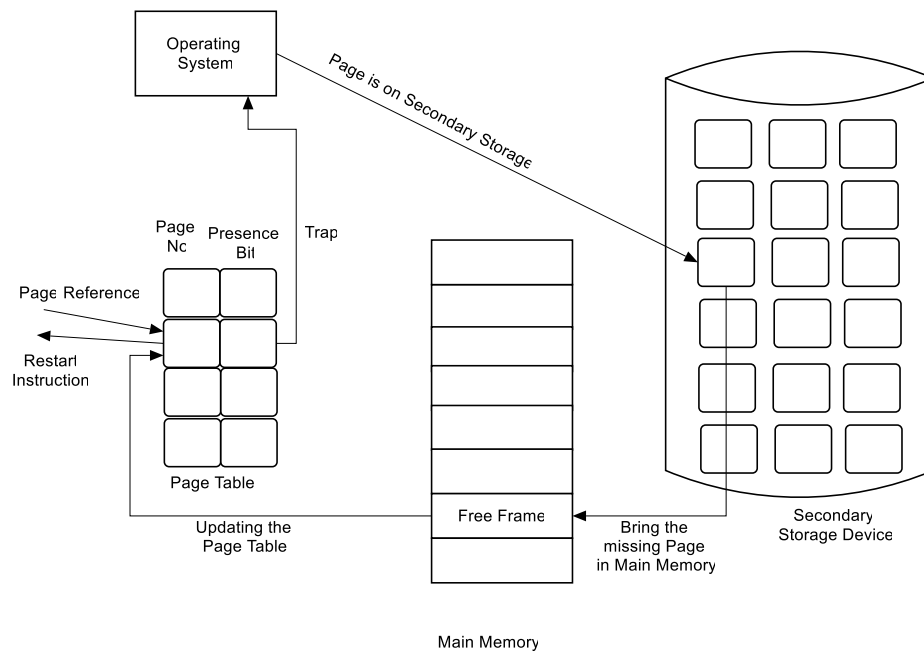 Operating
System
Page is on Secondary Storage
Page
No
Presence
Bit
Trap
Page Reference
Restart
Instruction
Page Table
Updating the
Page Table
Free Frame
Bring the
missing Page
in Main Memory
Secondary
Storage Device
Main Memory